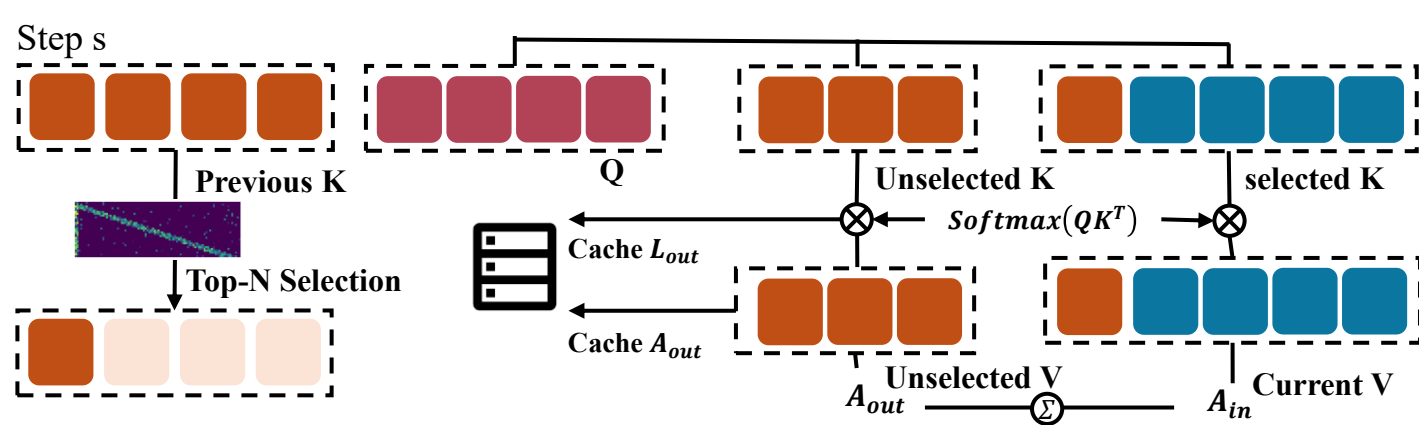 Step s
Previous K
Top-N Selection
Q
Unselected K
selected K
Softmax(QK^T)
Cache L_out
Cache A_out
Unselected V
Current V
A_out
Σ
A_in